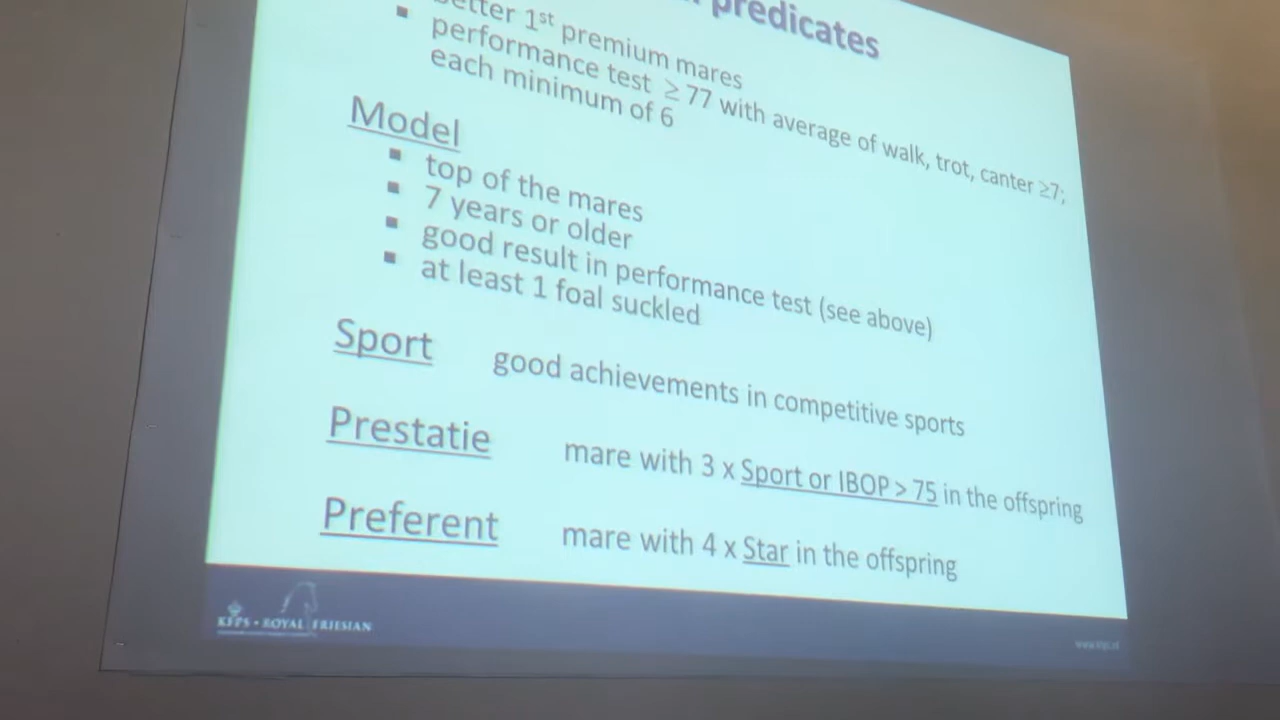 predicates
better 1st premium mares
▪ performance test ≥ 77 with average of walk, trot, canter ≥7;
each minimum of 6
Model
▪ top of the mares
▪ 7 years or older
▪ good result in performance test (see above)
▪ at least 1 foal suckled
Sport good achievements in competitive sports
Prestatie mare with 3 x Sport or IBOP > 75 in the offspring
Preferent mare with 4 x Star in the offspring
KFPS • ROYAL FRIESIAN